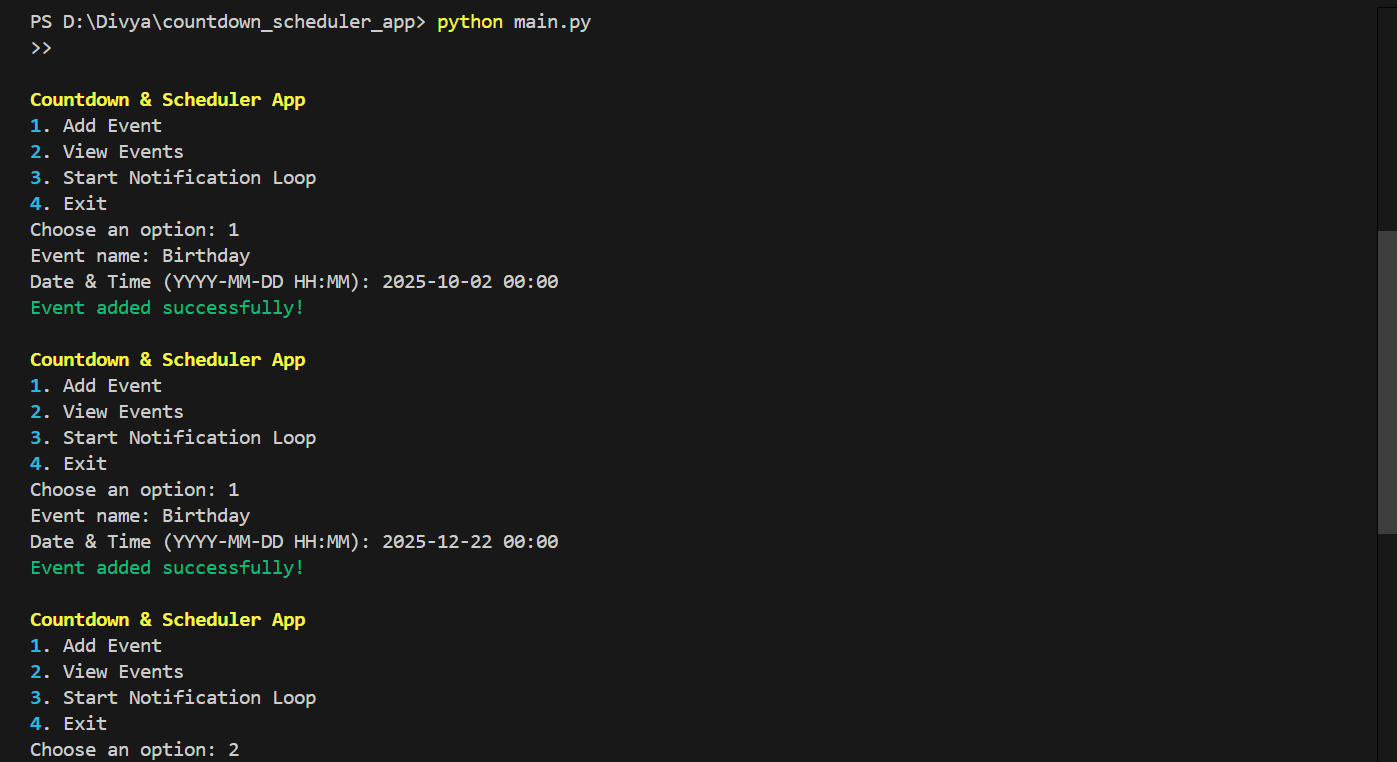 PS D:\Divya\countdown_scheduler_app> python main.py
>>
Countdown & Scheduler App
1. Add Event
2. View Events
3. Start Notification Loop
4. Exit
Choose an option: 1
Event name: Birthday
Date & Time (YYYY-MM-DD HH:MM): 2025-10-02 00:00
Event added successfully!
Countdown & Scheduler App
1. Add Event
2. View Events
3. Start Notification Loop
4. Exit
Choose an option: 1
Event name: Birthday
Date & Time (YYYY-MM-DD HH:MM): 2025-12-22 00:00
Event added successfully!
Countdown & Scheduler App
1. Add Event
2. View Events
3. Start Notification Loop
4. Exit
Choose an option: 2